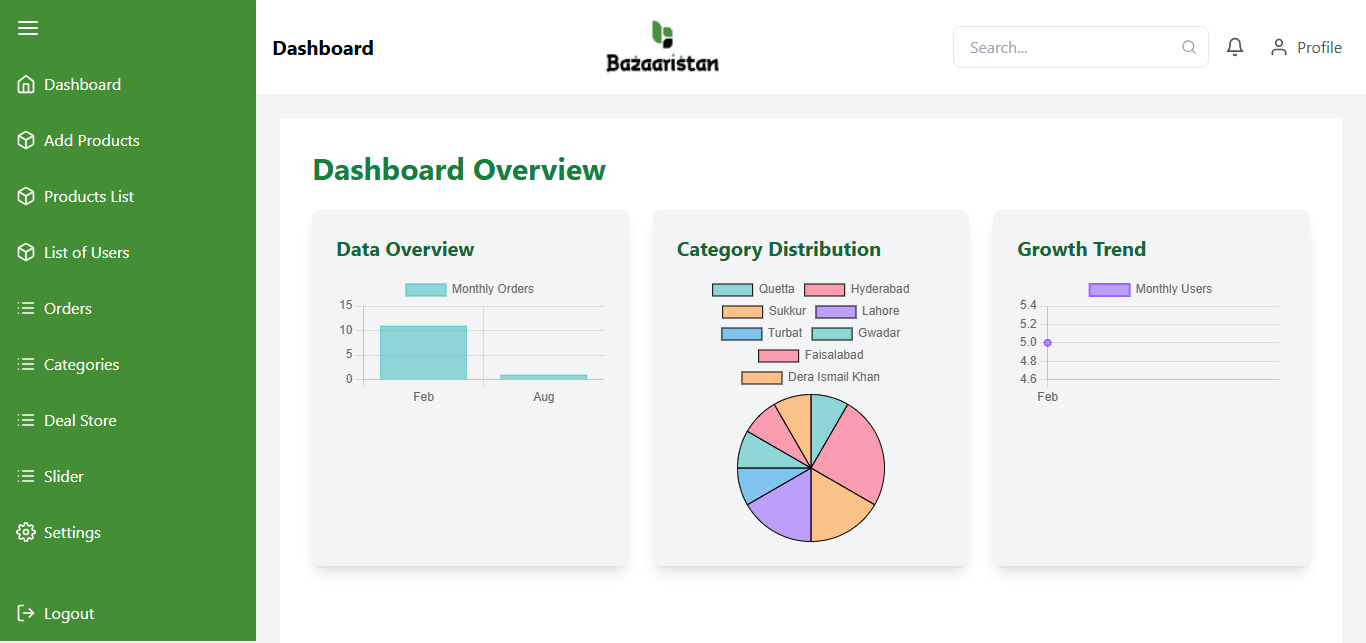 Dashboard
Add Products
Products List
List of Users
Orders
Categories
Deal Store
Slider
Settings
Logout
Dashboard
Bazaaristan
Search...
Profile
Dashboard Overview
Data Overview
Monthly Orders
15
10
5
0
Feb Aug
Category Distribution
Quetta Hyderabad
Sukkur Lahore
Turbat Gwadar
Faisalabad
Dera Ismail Khan
Growth Trend
Monthly Users
5.4
5.2
5.0
4.8
4.6
Feb